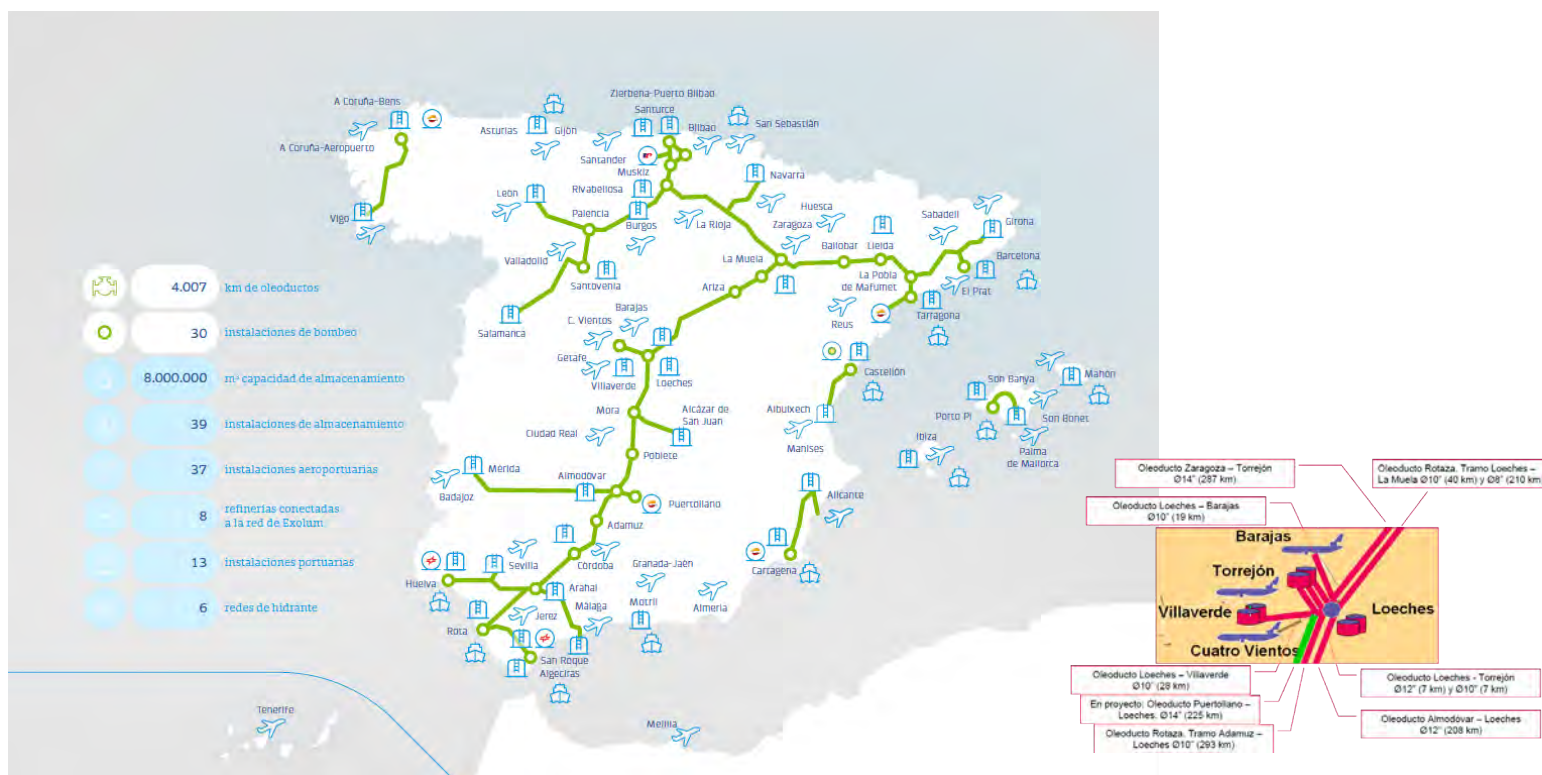 A Coruña-Bens
A Coruña-Aeropuerto
Vigo
Asturias
Gijón
Santander
Zierbena-Puerto Bilbao
Santurce
Bilbao
San Sebastián
Muskiz
Rivabellosa
León
Palencia
Burgos
La Rioja
Navarra
Huesca
Zaragoza
Ballobar
Lleida
Sabadell
Girona
Barcelona
Valladolid
Santovenia
Salamanca
La Muela
Ariza
La Pobla
de Mafumet
El Prat
Reus
Tarragona
Barajas
C. Vientos
Getafe
Villaverde
Loeches
Castellón
Mora
Alcázar de
San Juan
Albuixech
Manises
Son Banya
Mahón
Porto Pi
Son Bonet
Palma
de Mallorca
Ibiza
Ciudad Real
Poblete
Mérida
Badajoz
Almodóvar
Puertollano
Alicante
Adamuz
Córdoba
Granada-Jaén
Cartagena
Huelva
Sevilla
Arahal
Málaga
Motril
Almería
Rota
Jerez
San Roque
Algeciras
Tenerife
Melilla
4.007 km de oleoductos
30 instalaciones de bombeo
8.000.000 m³ capacidad de almacenamiento
39 instalaciones de almacenamiento
37 instalaciones aeroportuarias
8 refinerías conectadas
a la red de Exolum
13 instalaciones portuarias
6 redes de hidrante
Oleoducto Zaragoza – Torrejón
Ø14" (287 km)
Oleoducto Rotaza. Tramo Loeches –
La Muela Ø10" (40 km) y Ø8" (210 km
Oleoducto Loeches – Barajas
Ø10" (19 km)
Barajas
Torrejón
Villaverde
Loeches
Cuatro Vientos
Oleoducto Loeches – Villaverde
Ø10" (28 km)
En proyecto: Oleoducto Puertollano –
Loeches. Ø14" (225 km)
Oleoducto Rotaza. Tramo Adamuz –
Loeches Ø10" (293 km)
Oleoducto Loeches - Torrejón
Ø12" (7 km) y Ø10" (7 km)
Oleoducto Almodóvar – Loeches
Ø12" (208 km)